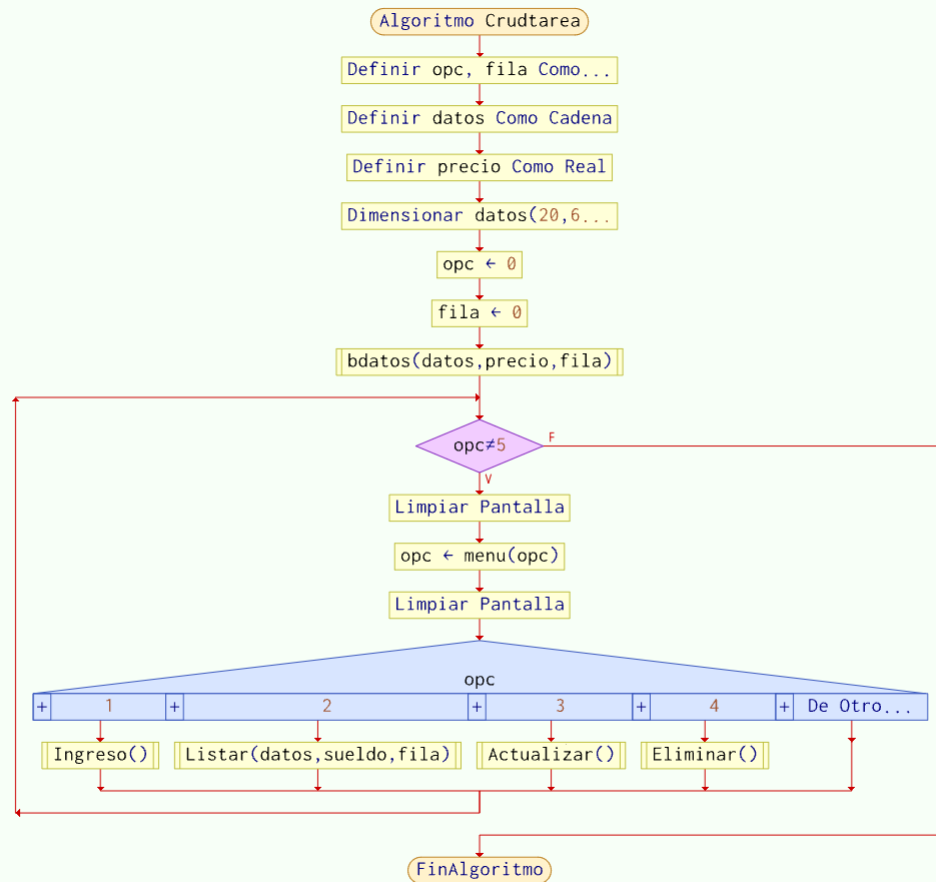 Algoritmo Crudtarea
Definir opc, fila Como...
Definir datos Como Cadena
Definir precio Como Real
Dimensionar datos(20,6...
opc ← 0
fila ← 0
bdatos(datos,precio,fila)
opc≠5
F
V
Limpiar Pantalla
opc ← menu(opc)
Limpiar Pantalla
opc
+ 1 + 2 + 3 + 4 + De Otro...
Ingreso() Listar(datos,sueldo,fila) Actualizar() Eliminar()
FinAlgoritmo